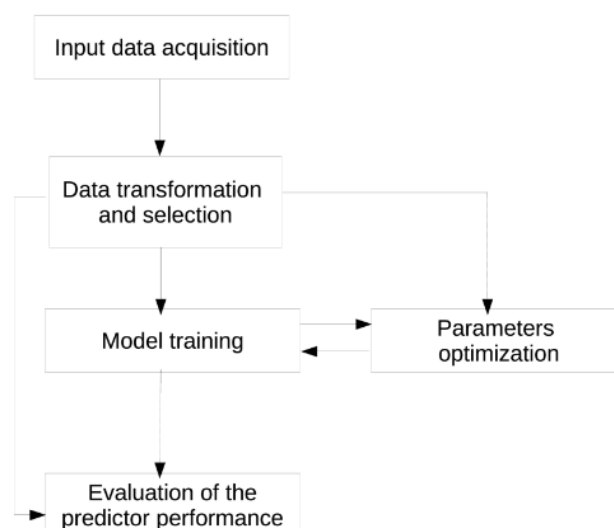 Input data acquisition
Data transformation
and selection
Model training
Parameters
optimization
Evaluation of the
predictor performance